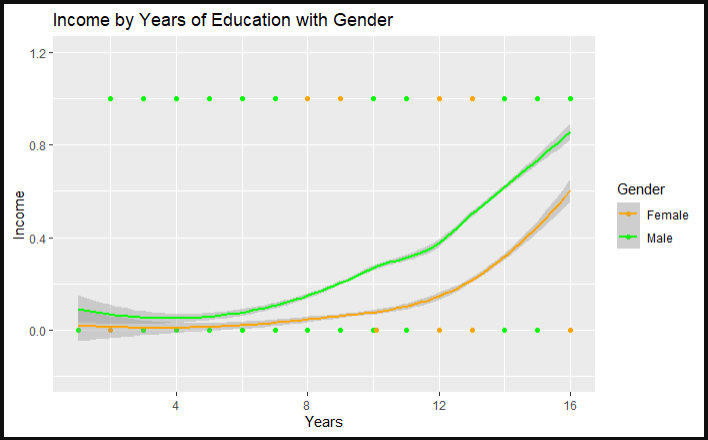 Income by Years of Education with Gender
1.2
0.8
0.4
0.0
Income
4
8
12
16
Years
Gender
Female
Male